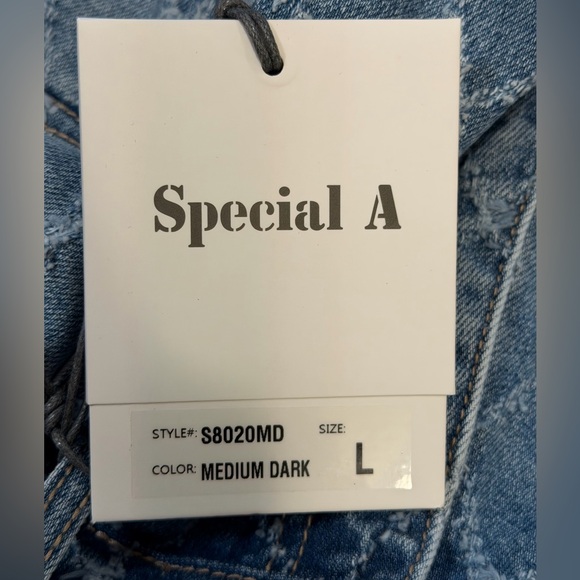 Special A
STYLE#: S8020MD SIZE:
COLOR: MEDIUM DARK L